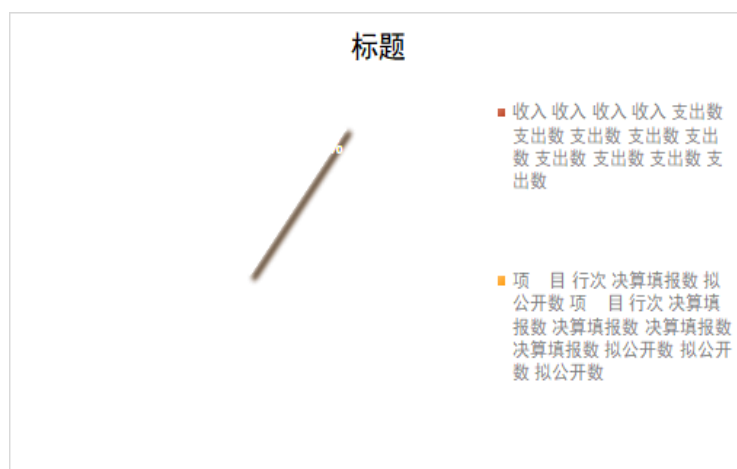 标题
收入 收入 收入 收入 支出数
支出数 支出数 支出数 支出
数 支出数 支出数 支出数 支
出数
项　目 行次 决算填报数 拟
公开数 项　目 行次 决算填
报数 决算填报数 决算填报数
决算填报数 拟公开数 拟公开
数 拟公开数